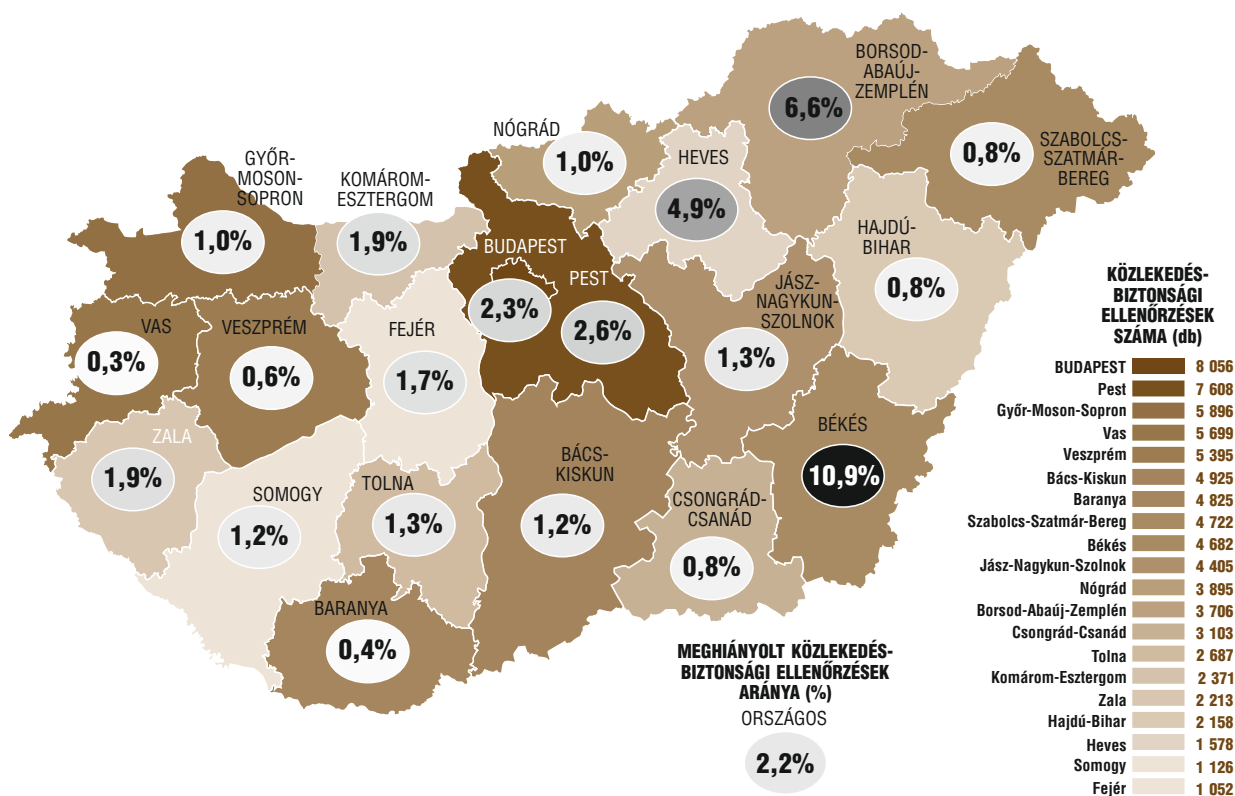 BORSOD-
ABAÚJ-
ZEMPLÉN
6,6%
NÓGRÁD
1,0%
HEVES
4,9%
SZABOLCS-
SZATMÁR-
BEREG
0,8%
GYŐR-
MOSON-
SOPRON
1,0%
KOMÁROM-
ESZTERGOM
1,9%
BUDAPEST
2,3%
PEST
2,6%
HAJDÚ-
BIHAR
0,8%
JÁSZ-
NAGYKUN-
SZOLNOK
1,3%
VAS
0,3%
VESZPRÉM
0,6%
FEJÉR
1,7%
ZALA
1,9%
SOMOGY
1,2%
TOLNA
1,3%
BÁCS-
KISKUN
1,2%
BÉKÉS
10,9%
CSONGRÁD-
CSANÁD
0,8%
BARANYA
0,4%
MEGHIÁNYOLT KÖZLEKEDÉS-
BIZTONSÁGI ELLENŐRZÉSEK
ARÁNYA (%)
ORSZÁGOS
2,2%
KÖZLEKEDÉS-
BIZTONSÁGI
ELLENŐRZÉSEK
SZÁMA (db)
BUDAPEST 8 056
Pest 7 608
Győr-Moson-Sopron 5 896
Vas 5 699
Veszprém 5 395
Bács-Kiskun 4 925
Baranya 4 825
Szabolcs-Szatmár-Bereg 4 722
Békés 4 682
Jász-Nagykun-Szolnok 4 405
Nógrád 3 895
Borsod-Abaúj-Zemplén 3 706
Csongrád-Csanád 3 103
Tolna 2 687
Komárom-Esztergom 2 371
Zala 2 213
Hajdú-Bihar 2 158
Heves 1 578
Somogy 1 126
Fejér 1 052